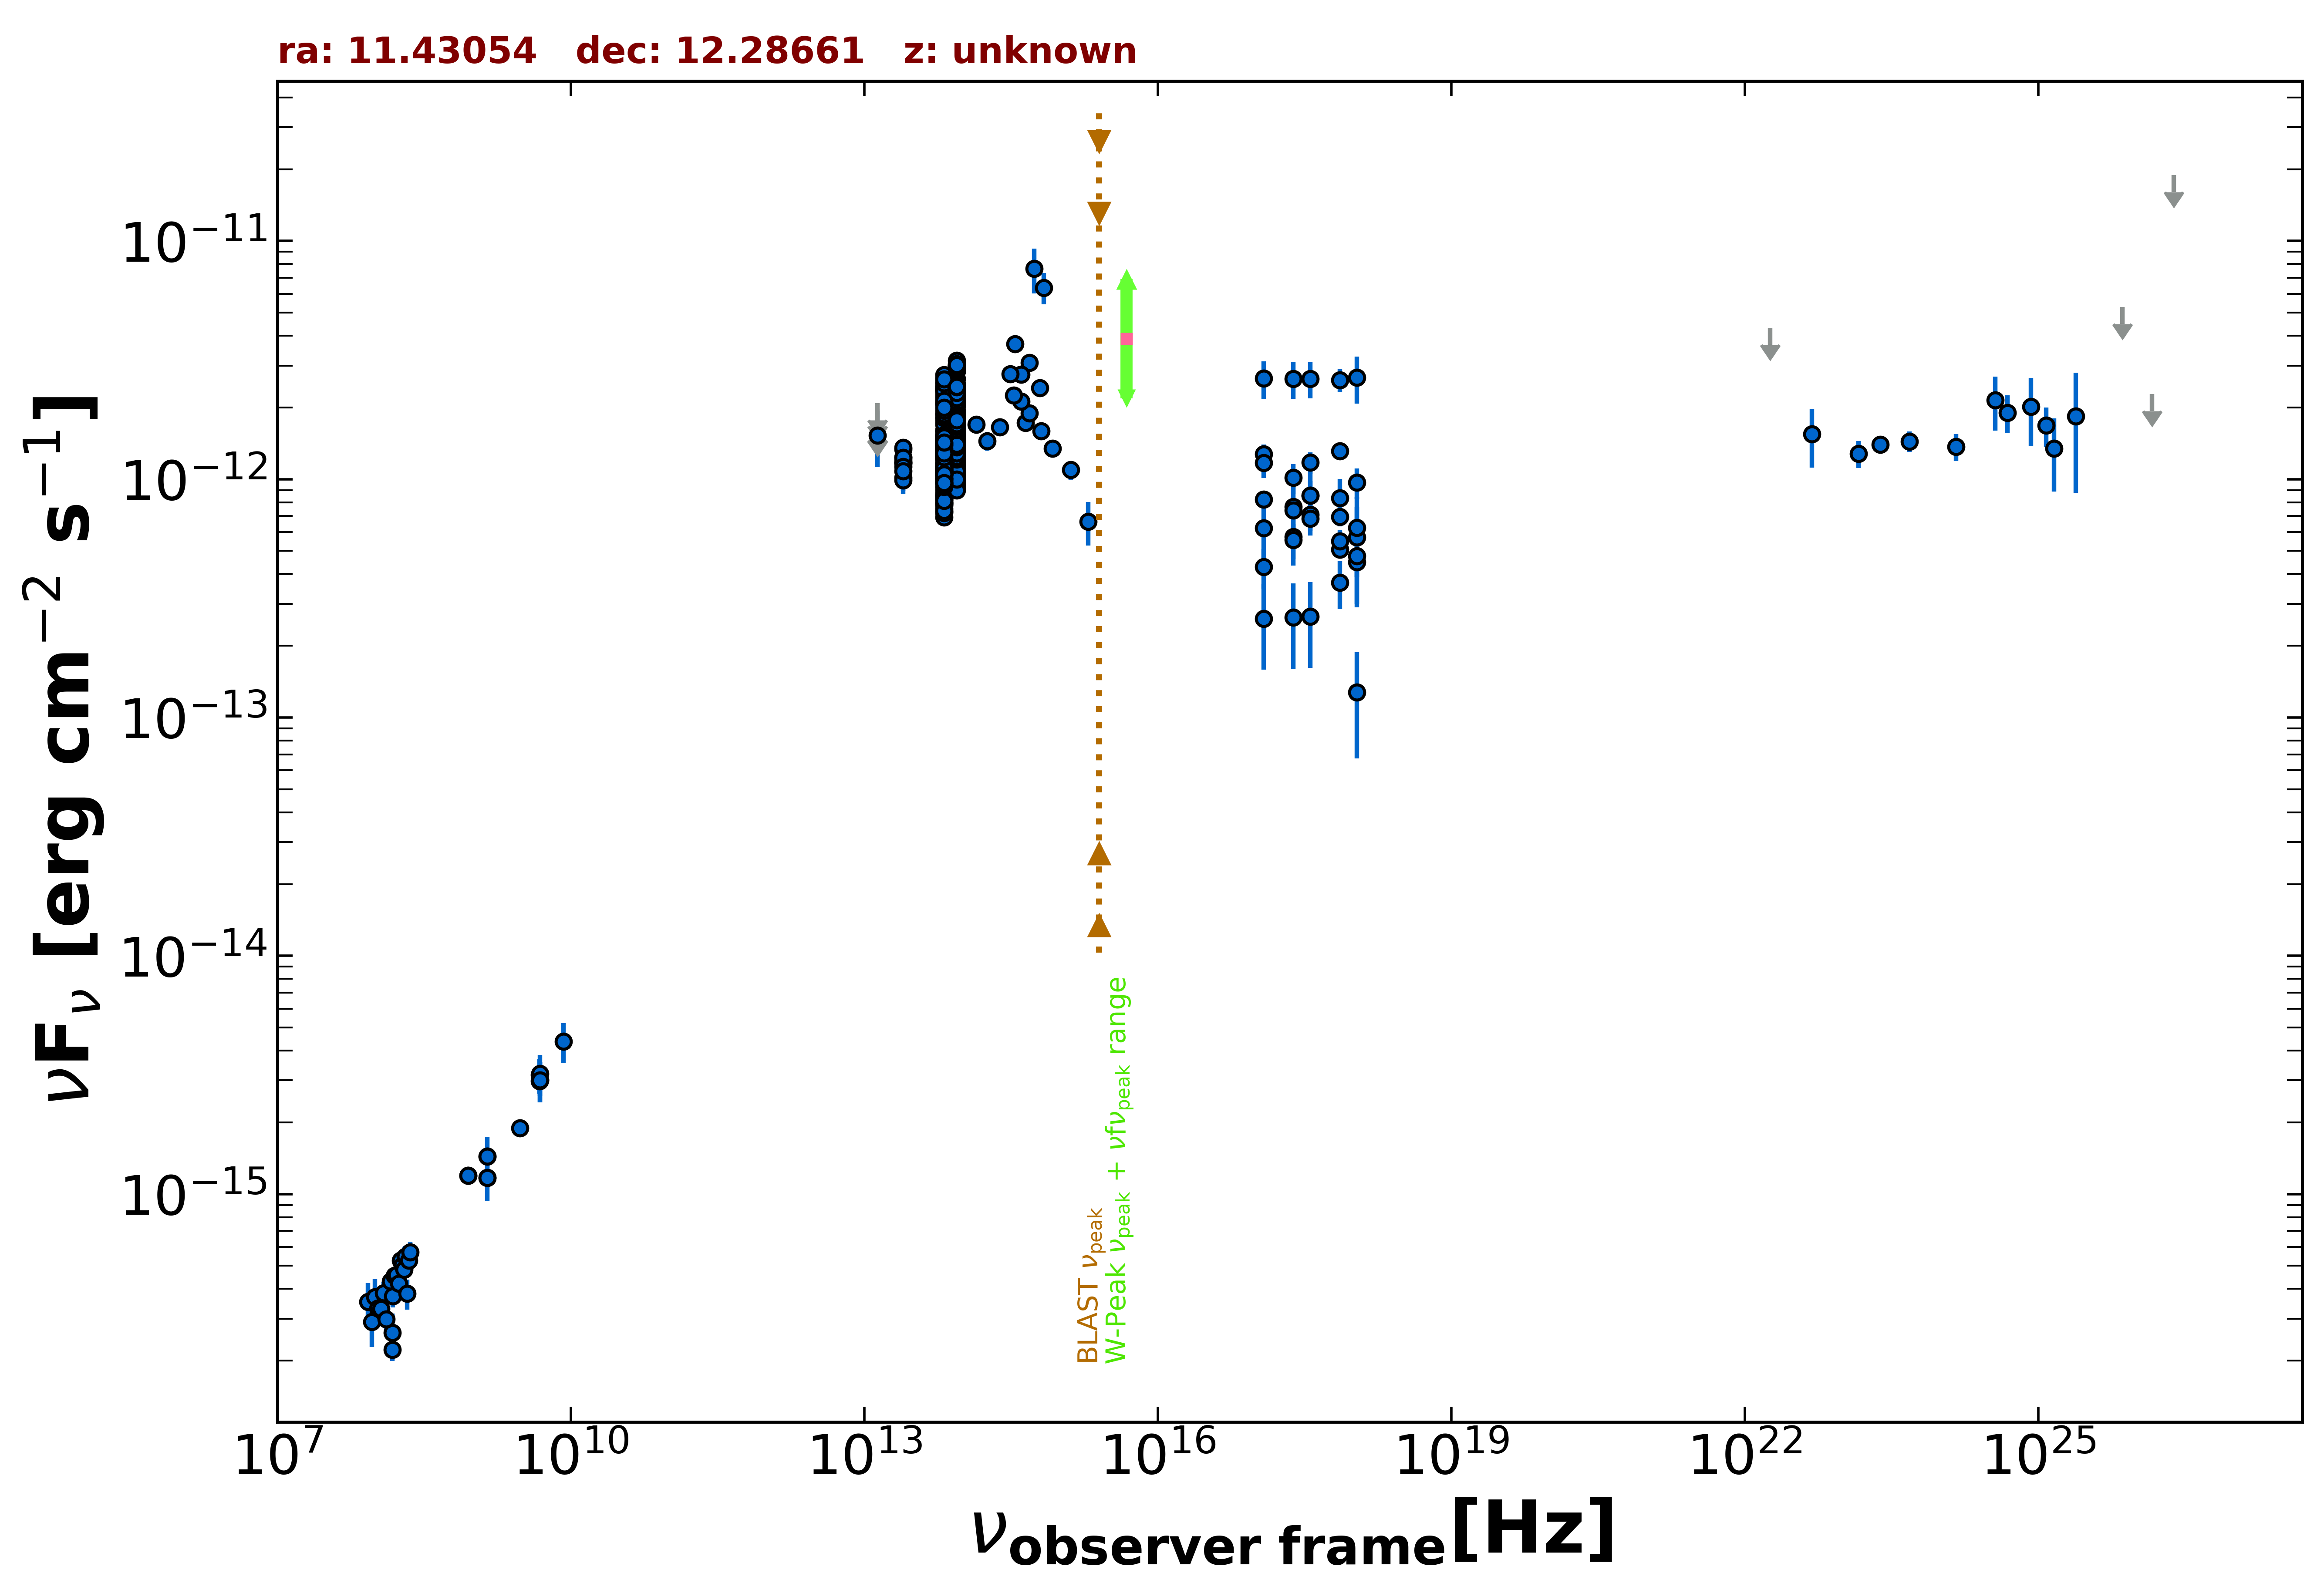 ra: 11.43054   dec: 12.28661   z: unknown
νFν [erg cm−2 s−1]
10−11
10−12
10−13
10−14
10−15
BLAST νpeak
W-Peak νpeak + νfνpeak range
107 1010 1013 1016 1019 1022 1025
νobserver frame[Hz]